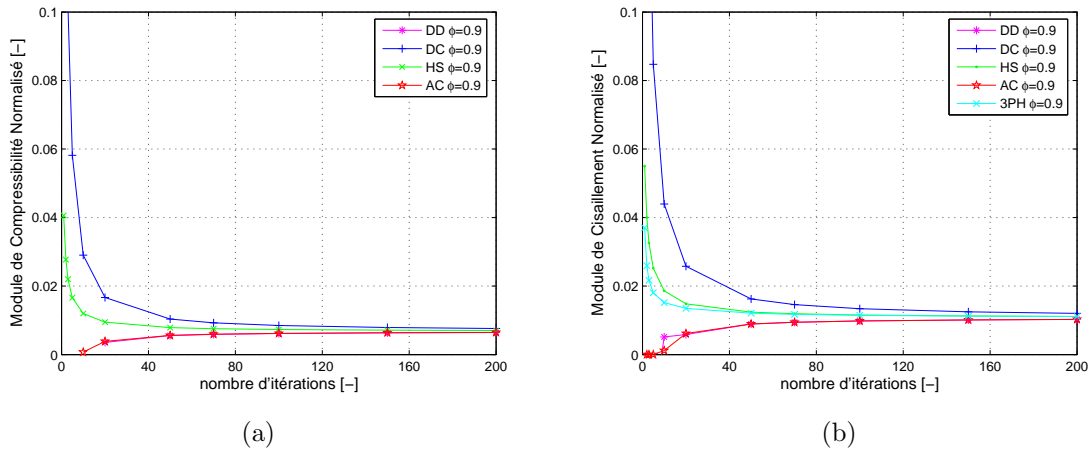 Module de Compressibilité Normalisé [−]
0.1
0.08
0.06
0.04
0.02
0
0
40
80
120
160
200
nombre d'itérations [−]
DD ϕ=0.9
DC ϕ=0.9
HS ϕ=0.9
AC ϕ=0.9
(a)
Module de Cisaillement Normalisé [−]
0.1
0.08
0.06
0.04
0.02
0
0
40
80
120
160
200
nombre d'itérations [−]
DD ϕ=0.9
DC ϕ=0.9
HS ϕ=0.9
AC ϕ=0.9
3PH ϕ=0.9
(b)